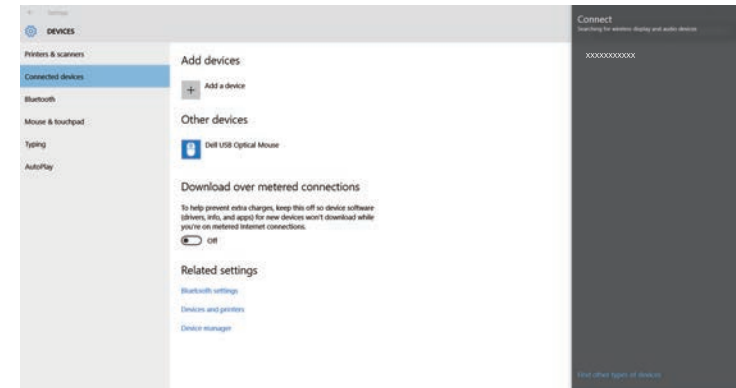 Settings
DEVICES
Printers & scanners
Connected devices
Bluetooth
Mouse & touchpad
Typing
AutoPlay
Add devices
Add a device
Other devices
Dell USB Optical Mouse
Download over metered connections
To help prevent extra charges, keep this off so device software
(drivers, info, and apps) for new devices won't download while
you're on metered Internet connections.
Off
Related settings
Bluetooth settings
Devices and printers
Device manager
Connect
Searching for wireless display and audio devices
xxxxxxxxxxx
Find other types of devices